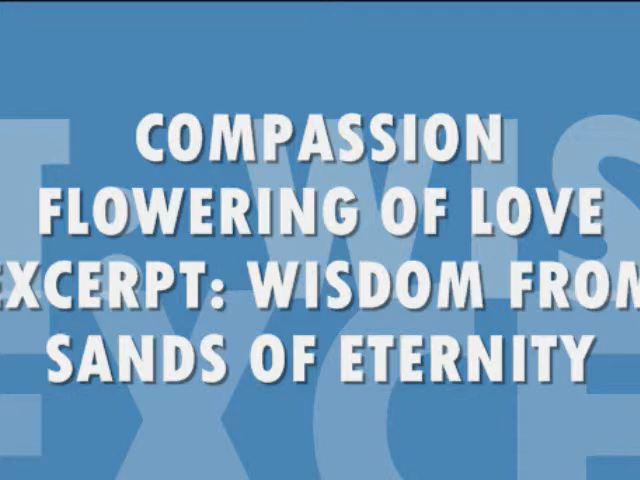 COMPASSION
FLOWERING OF LOVE
EXCERPT: WISDOM FROM
SANDS OF ETERNITY